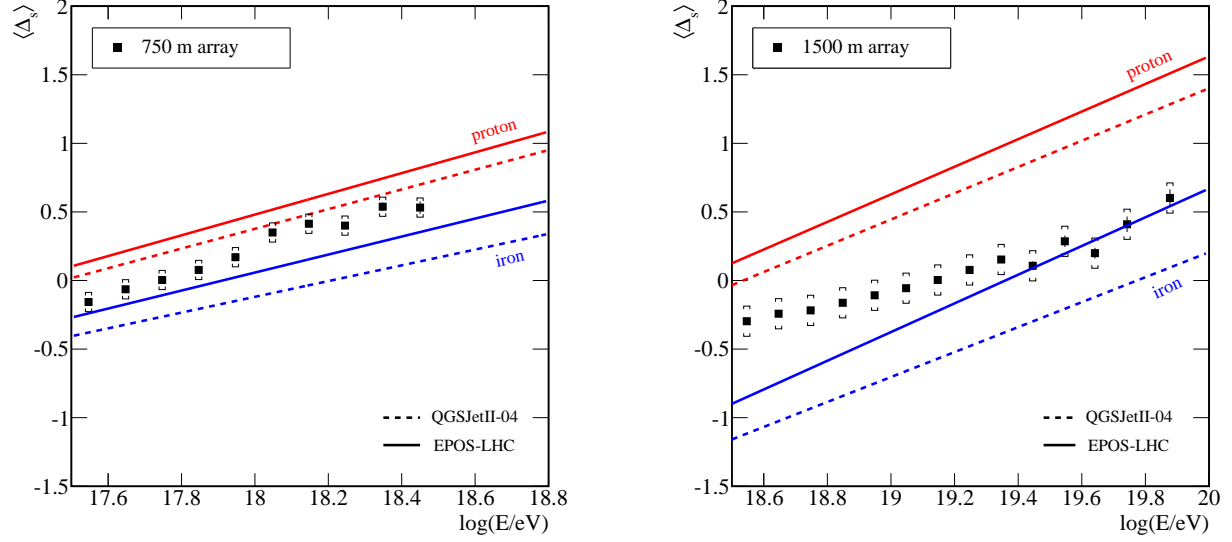 ⟨Δ_s⟩
2
750 m array
1.5
1
proton
0.5
0
iron
-0.5
-1
QGSJetII-04
EPOS-LHC
-1.5
17.6 17.8 18 18.2 18.4 18.6 18.8
log(E/eV)
⟨Δ_s⟩
2
1500 m array
proton
1.5
1
0.5
0
iron
-0.5
-1
QGSJetII-04
EPOS-LHC
-1.5
18.6 18.8 19 19.2 19.4 19.6 19.8 20
log(E/eV)